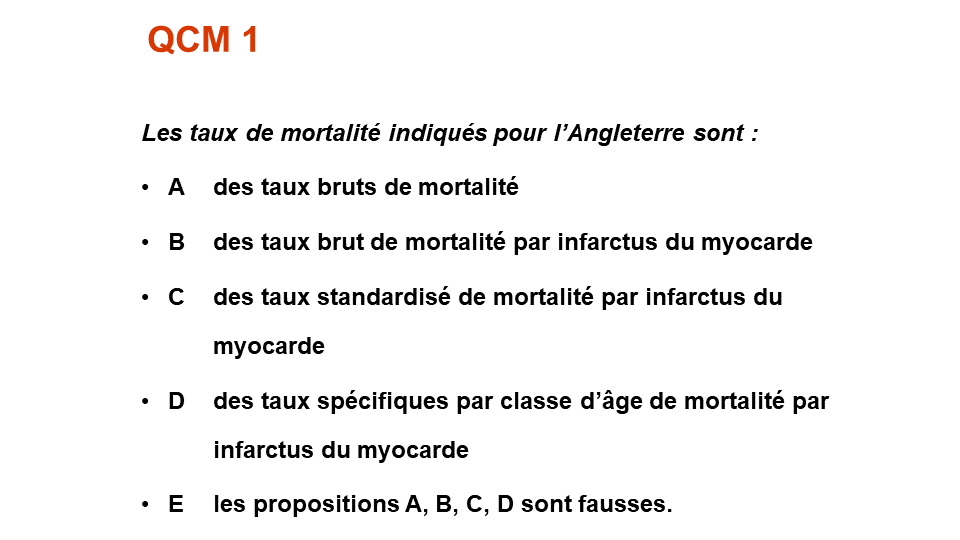 QCM 1
Les taux de mortalité indiqués pour l’Angleterre sont :
• A des taux bruts de mortalité
• B des taux brut de mortalité par infarctus du myocarde
• C des taux standardisé de mortalité par infarctus du
myocarde
• D des taux spécifiques par classe d’âge de mortalité par
infarctus du myocarde
• E les propositions A, B, C, D sont fausses.